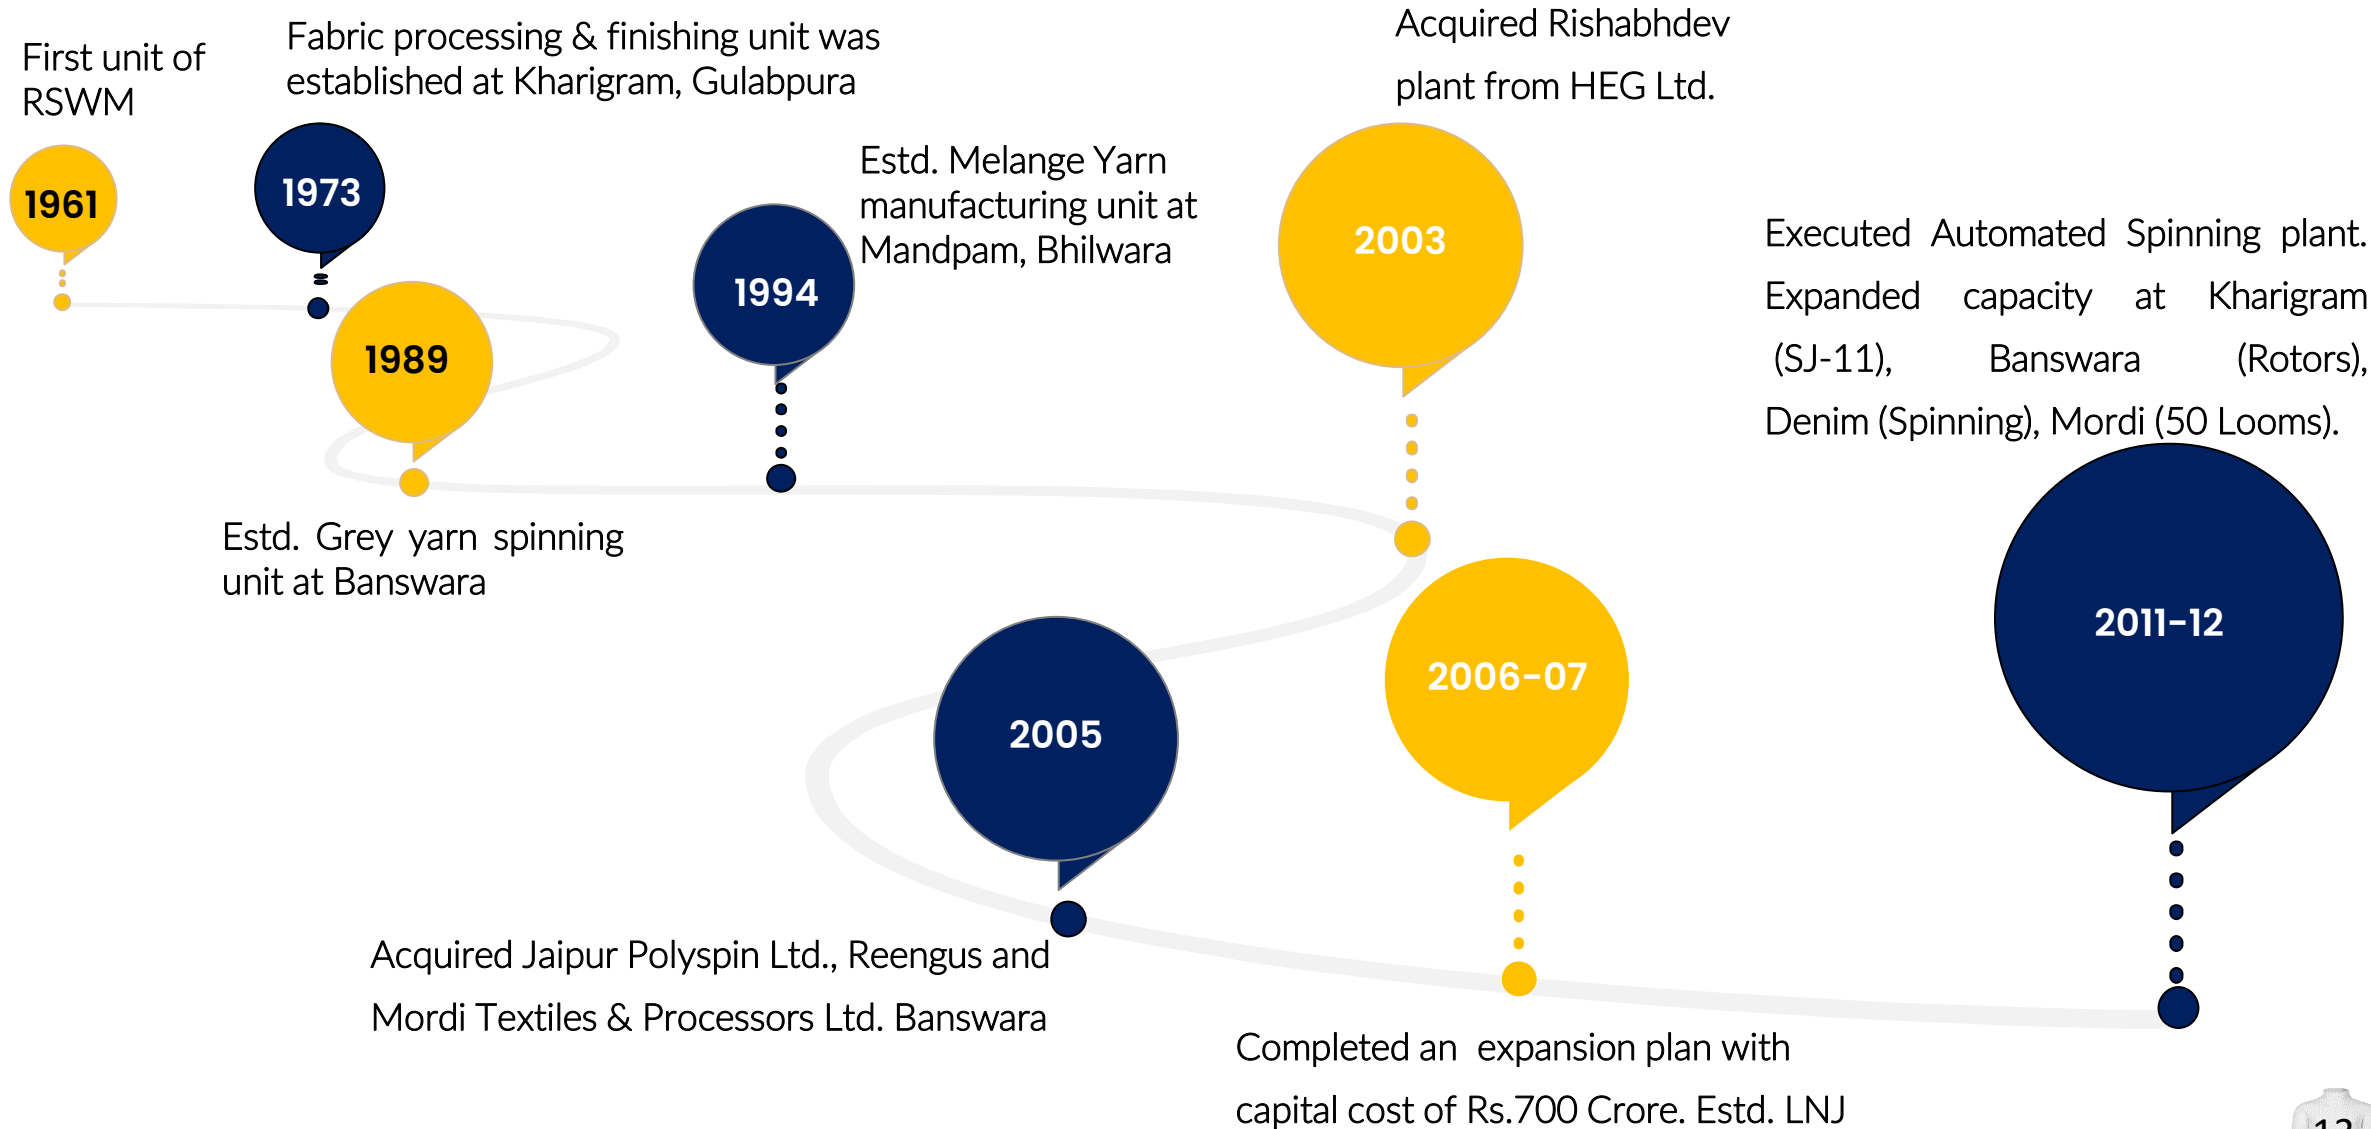 First unit of
RSWM
1961
Fabric processing & finishing unit was
established at Kharigram, Gulabpura
1973
1989
Estd. Grey yarn spinning
unit at Banswara
Estd. Melange Yarn
manufacturing unit at
Mandpam, Bhilwara
1994
Acquired Rishabhdev
plant from HEG Ltd.
2003
2005
Acquired Jaipur Polyspin Ltd., Reengus and
Mordi Textiles & Processors Ltd. Banswara
2006-07
Completed an expansion plan with
capital cost of Rs.700 Crore. Estd. LNJ
Executed Automated Spinning plant.
Expanded capacity at Kharigram
(SJ-11), Banswara (Rotors),
Denim (Spinning), Mordi (50 Looms).
2011-12